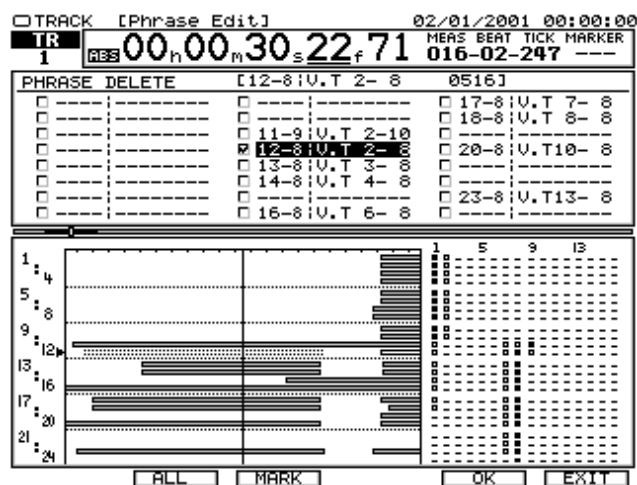 TRACK [Phrase Edit] 02/01/2001 00:00:00
TR 1 ABS 00h00m30s22f71 MEAS BEAT TICK MARKER
016-02-247 ---
PHRASE DELETE [12-8:V.T 2- 8 0516]
----:-------- ----:-------- 17-8:V.T 7- 8
----:-------- ----:-------- 18-8:V.T 8- 8
----:-------- 11-9:V.T 2-10 ----:--------
----:-------- 12-8:V.T 2- 8 20-8:V.T10- 8
----:-------- 13-8:V.T 3- 8 ----:--------
----:-------- 14-8:V.T 4- 8 ----:--------
----:-------- ----:-------- 23-8:V.T13- 8
----:-------- 16-8:V.T 6- 8 ----:--------
1 5 9 13
1:4
5:8
9:12
13:16
17:20
21:24
ALL MARK OK EXIT